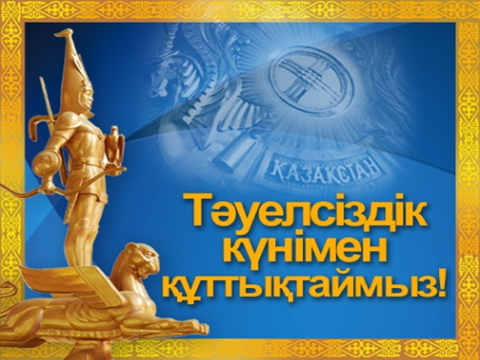 ҚАЗАҚСТАН
Тәуелсіздік
күнімен
құттықтаймыз!